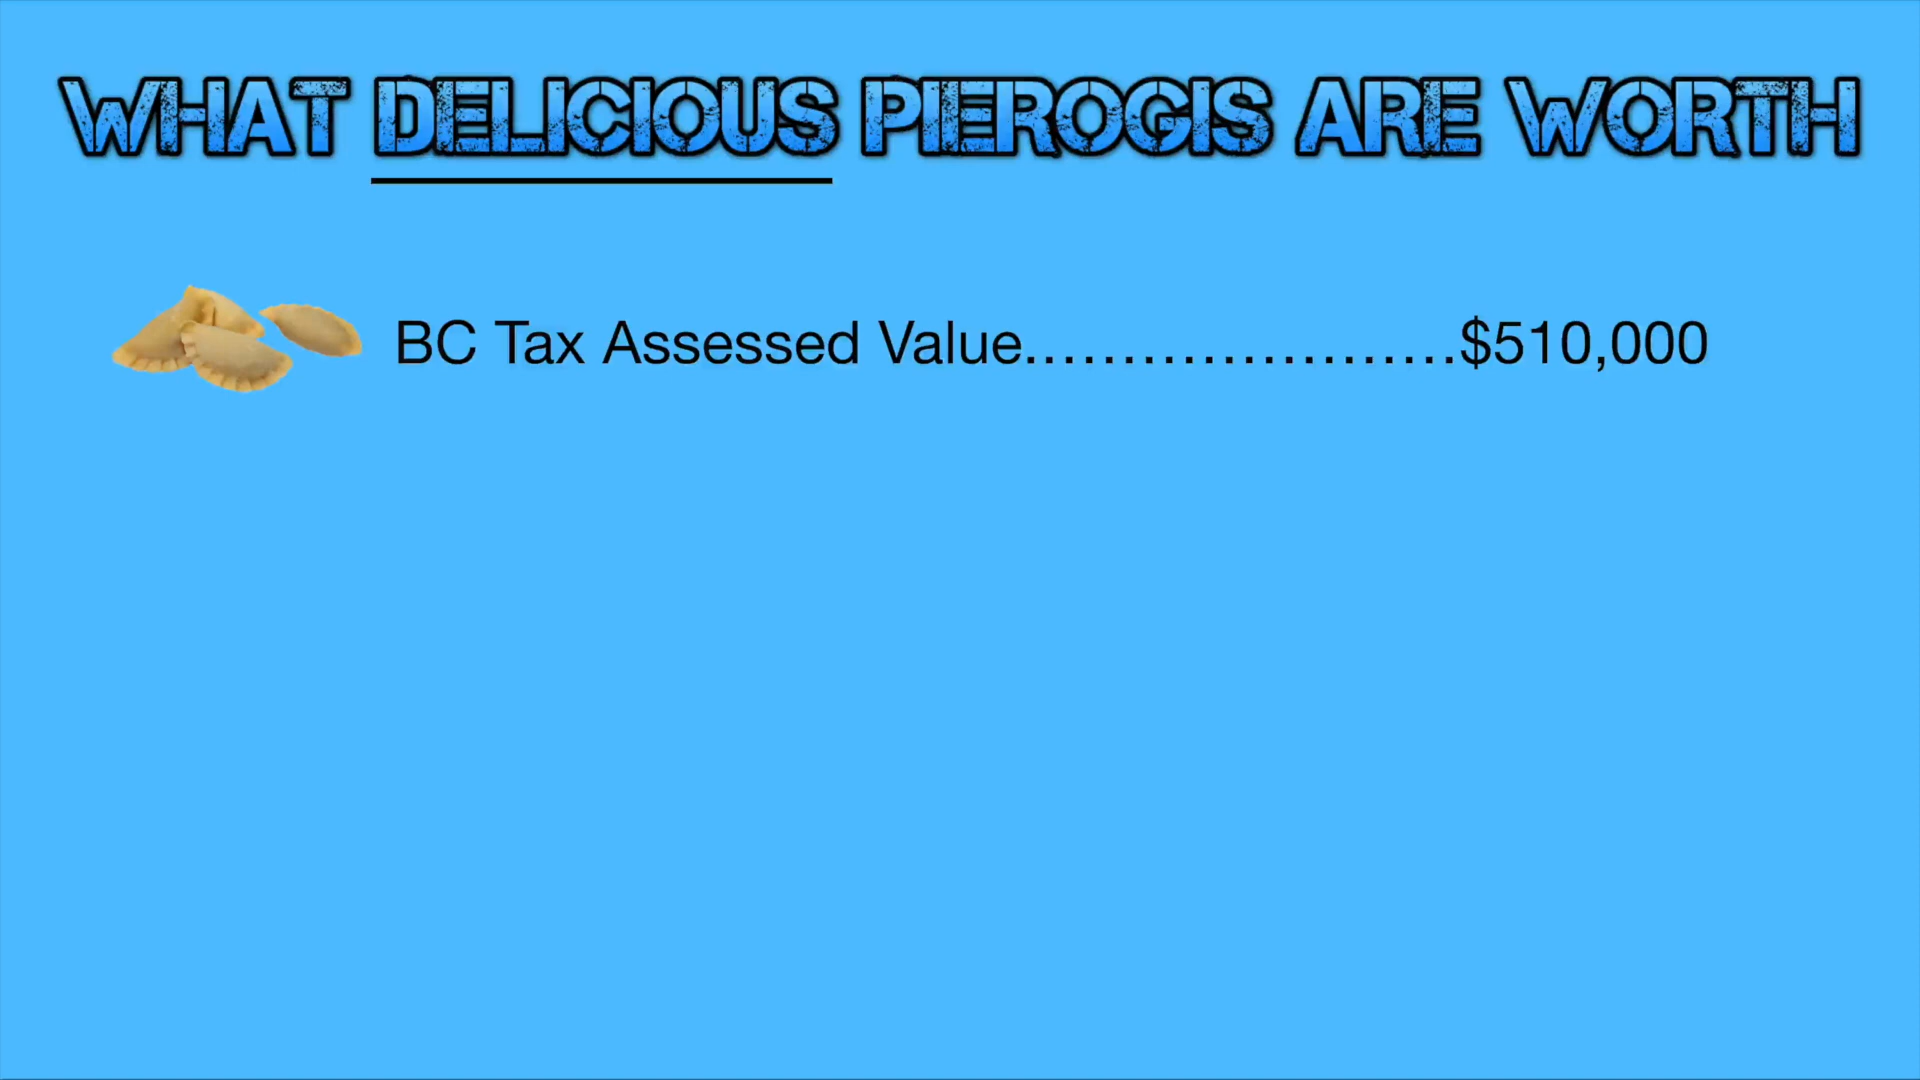 WHAT DELICIOUS PIEROGIS ARE WORTH
BC Tax Assessed Value......................$510,000